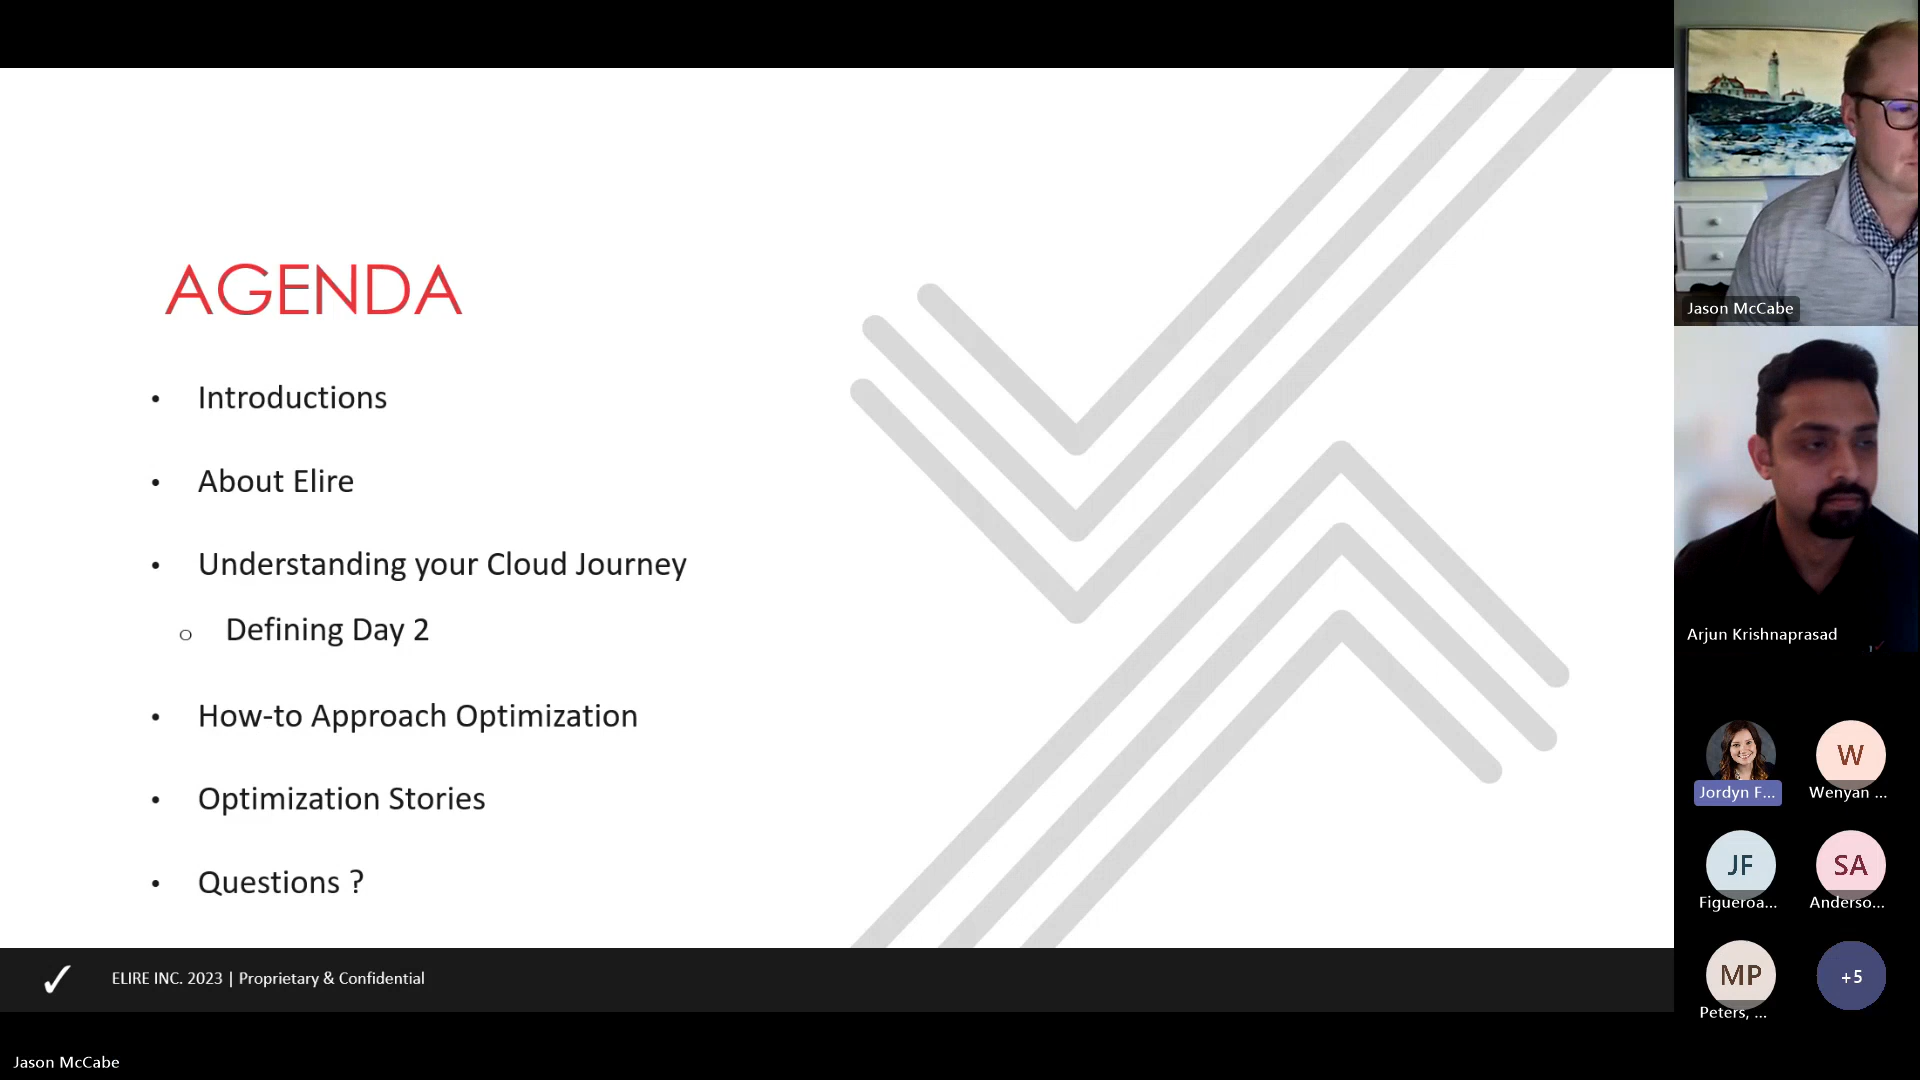 AGENDA
• Introductions
• About Elire
• Understanding your Cloud Journey
o Defining Day 2
• How-to Approach Optimization
• Optimization Stories
• Questions ?
ELIRE INC. 2023 | Proprietary & Confidential
Jason McCabe
Jason McCabe
Arjun Krishnaprasad
Jordyn F...
W
Wenyan ...
JF
Figueroa...
SA
Anderso...
MP
Peters, ...
+5